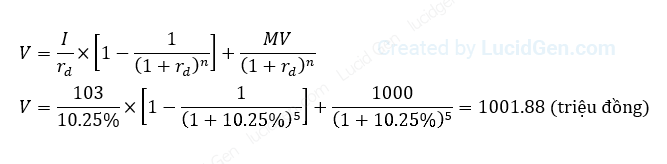 V = I/r_d × [1 − 1/(1 + r_d)^n] + MV/(1 + r_d)^n
Created by LucidGen.com
V = 103/10.25% × [1 − 1/(1 + 10.25%)^5] + 1000/(1 + 10.25%)^5 = 1001.88 (triệu đồng)